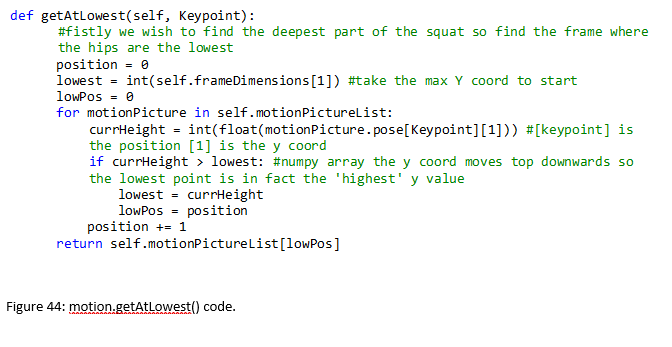 def getAtLowest(self, Keypoint):
#fistly we wish to find the deepest part of the squat so find the frame where
the hips are the lowest
position = 0
lowest = int(self.frameDimensions[1]) #take the max Y coord to start
lowPos = 0
for motionPicture in self.motionPictureList:
currHeight = int(float(motionPicture.pose[Keypoint][1])) #[keypoint] is
the position [1] is the y coord
if currHeight > lowest: #numpy array the y coord moves top downwards so
the lowest point is in fact the 'highest' y value
lowest = currHeight
lowPos = position
position += 1
return self.motionPictureList[lowPos]
Figure 44: motion.getAtLowest() code.